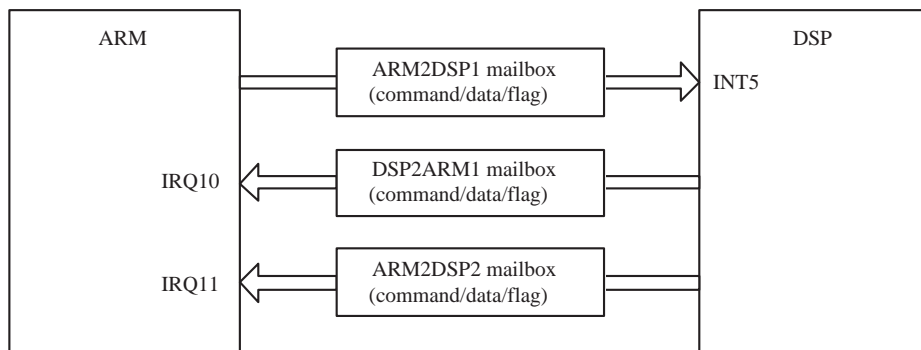 ARM
DSP
ARM2DSP1 mailbox
(command/data/flag)
INT5
DSP2ARM1 mailbox
(command/data/flag)
IRQ10
ARM2DSP2 mailbox
(command/data/flag)
IRQ11